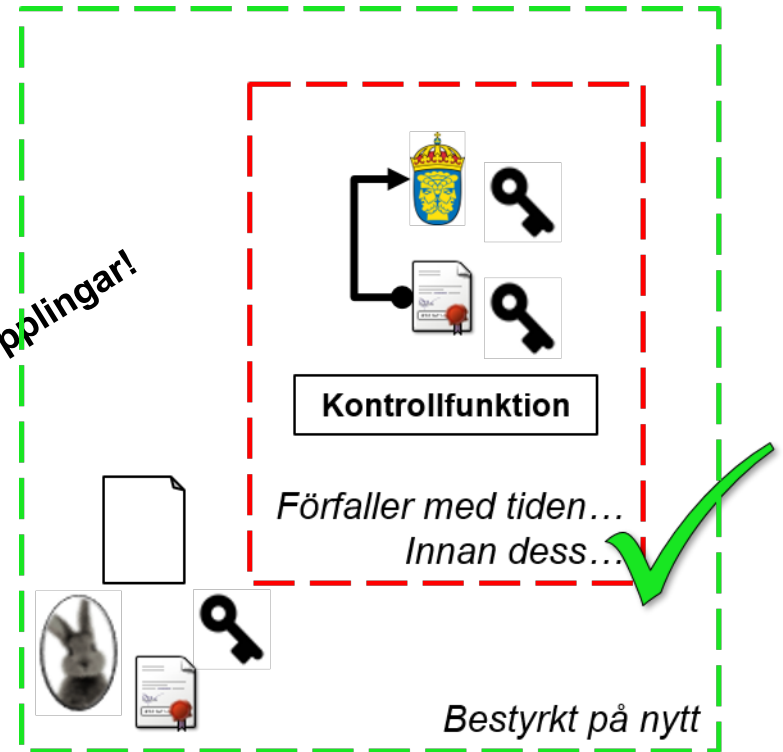 pplingar!
Kontrollfunktion
Förfaller med tiden…
Innan dess…
Bestyrkt på nytt